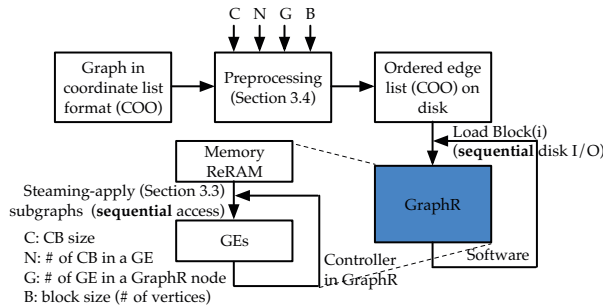 C N G B
Graph in
coordinate list
format (COO)
Preprocessing
(Section 3.4)
Ordered edge
list (COO) on
disk
Load Block(i)
(sequential disk I/O)
Memory
ReRAM
Steaming-apply (Section 3.3)
subgraphs (sequential access)
GraphR
GEs
Controller
in GraphR
Software
C: CB size
N: # of CB in a GE
G: # of GE in a GraphR node
B: block size (# of vertices)